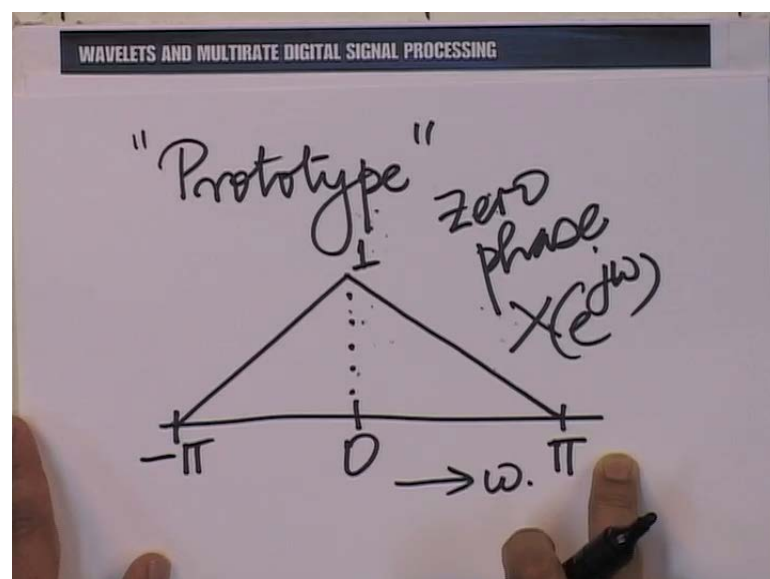 WAVELETS AND MULTIRATE DIGITAL SIGNAL PROCESSING
"Prototype"
zero
phase
X(e^jω)
1
-π 0 π
→ω.